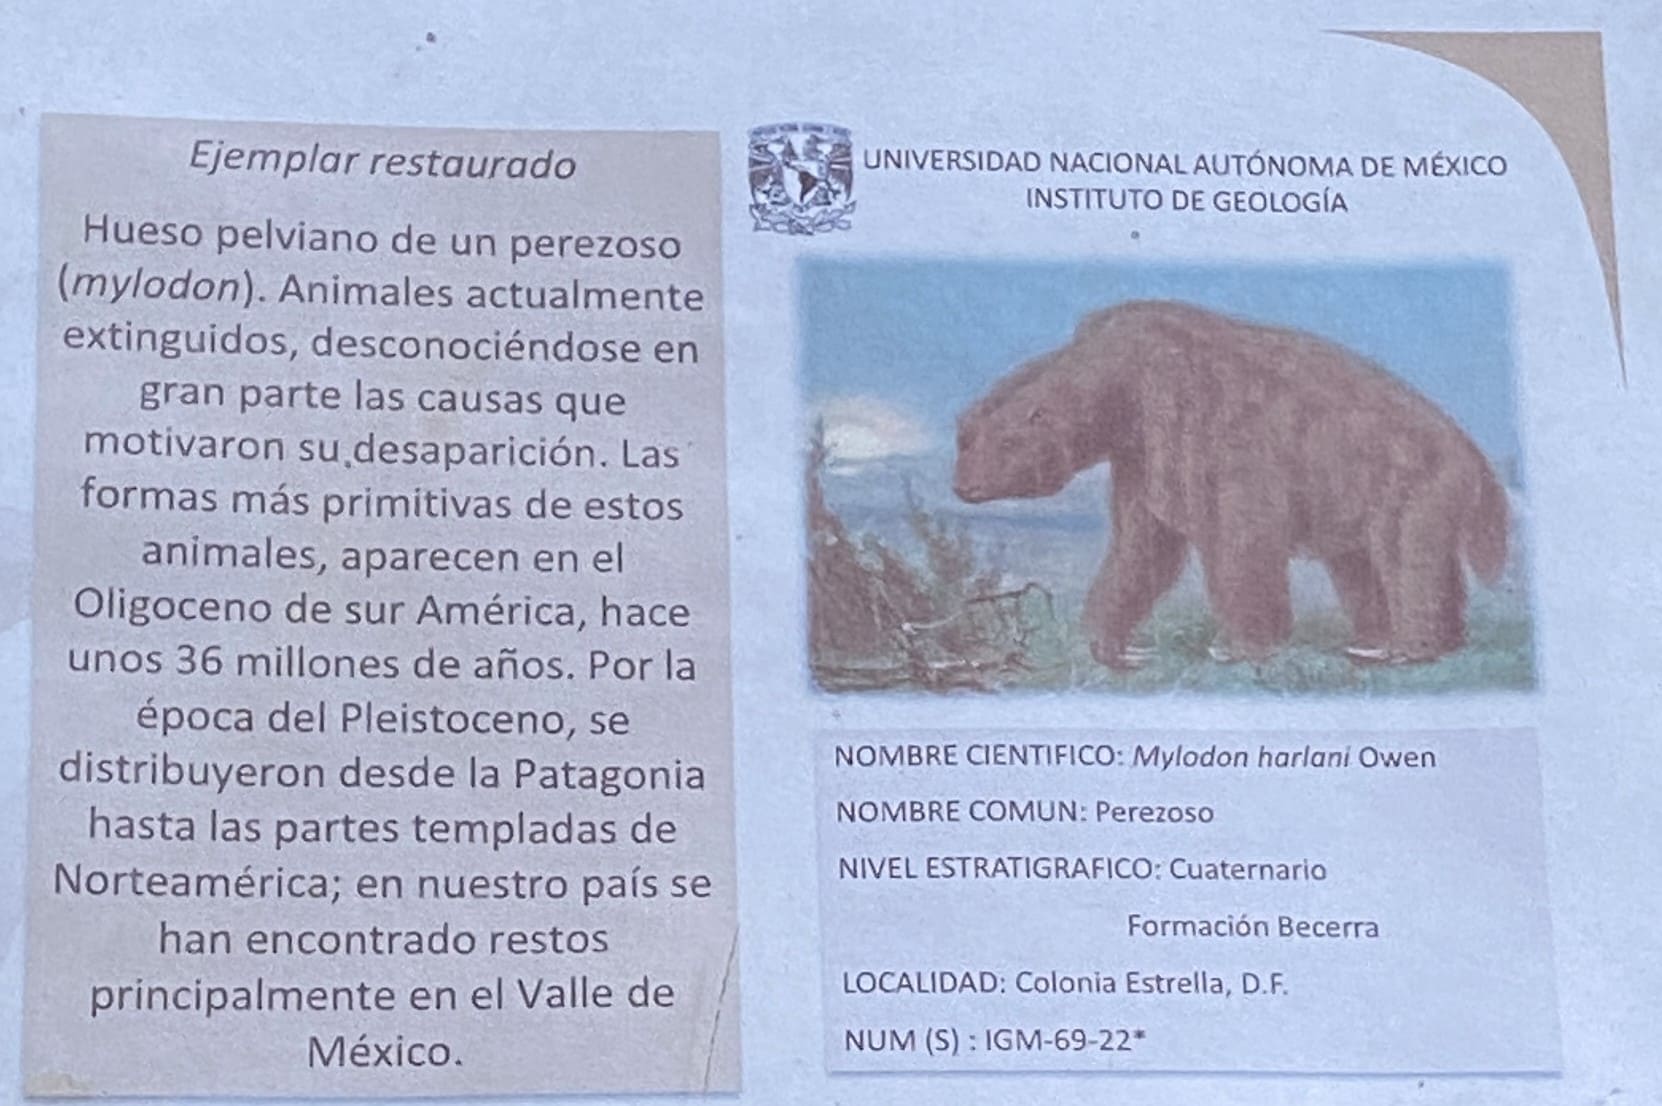 Ejemplar restaurado
Hueso pelviano de un perezoso
(mylodon). Animales actualmente
extinguidos, desconociéndose en
gran parte las causas que
motivaron su desaparición. Las
formas más primitivas de estos
animales, aparecen en el
Oligoceno de sur América, hace
unos 36 millones de años. Por la
época del Pleistoceno, se
distribuyeron desde la Patagonia
hasta las partes templadas de
Norteamérica; en nuestro país se
han encontrado restos
principalmente en el Valle de
México.
UNIVERSIDAD NACIONAL AUTÓNOMA DE MÉXICO
INSTITUTO DE GEOLOGÍA
NOMBRE CIENTIFICO: Mylodon harlani Owen
NOMBRE COMUN: Perezoso
NIVEL ESTRATIGRAFICO: Cuaternario
Formación Becerra
LOCALIDAD: Colonia Estrella, D.F.
NUM (S) : IGM-69-22*